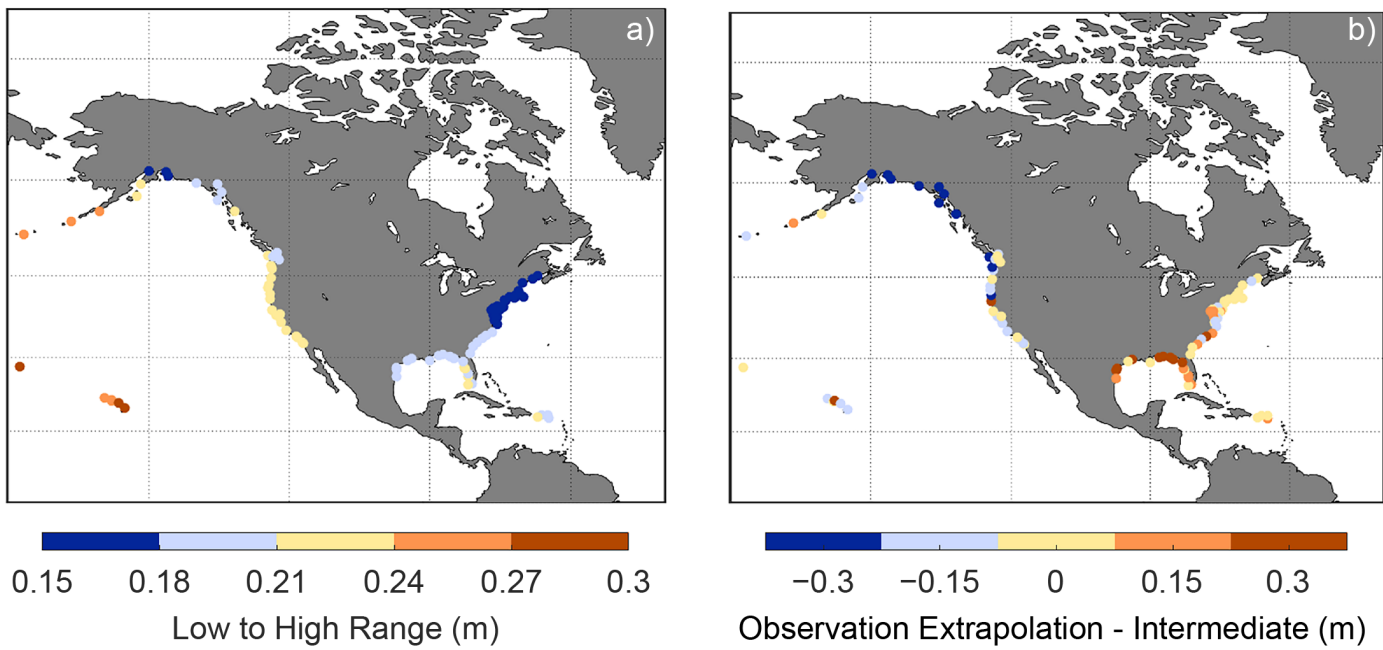 a)
b)
0.15 0.18 0.21 0.24 0.27 0.3
Low to High Range (m)
−0.3 −0.15 0 0.15 0.3
Observation Extrapolation - Intermediate (m)